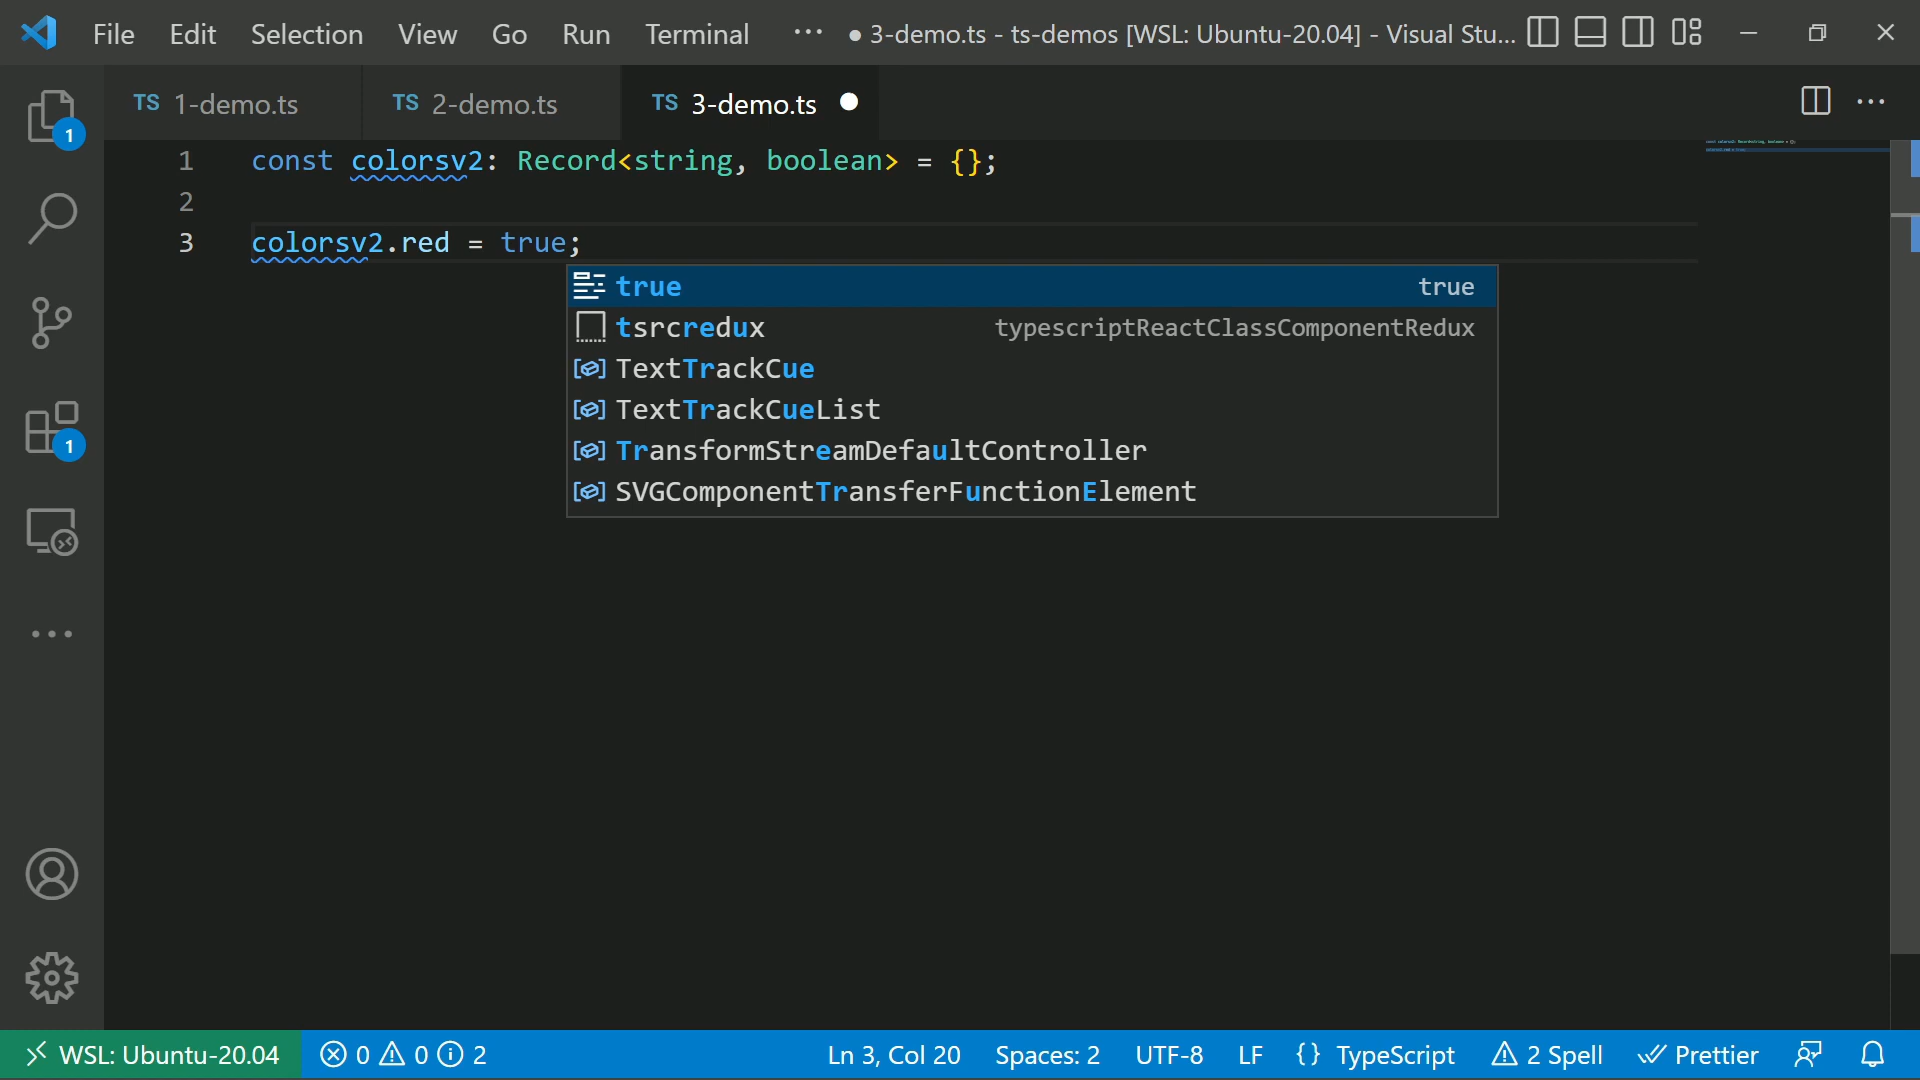 File Edit Selection View Go Run Terminal ··· ● 3-demo.ts - ts-demos [WSL: Ubuntu-20.04] - Visual Stu...
TS 1-demo.ts TS 2-demo.ts TS 3-demo.ts ●
1 const colorsv2: Record<string, boolean> = {};
2
3 colorsv2.red = true;
true true
tsrcredux typescriptReactClassComponentRedux
TextTrackCue
TextTrackCueList
TransformStreamDefaultController
SVGComponentTransferFunctionElement
1
1
WSL: Ubuntu-20.04 0 0 2 Ln 3, Col 20 Spaces: 2 UTF-8 LF {} TypeScript 2 Spell Prettier